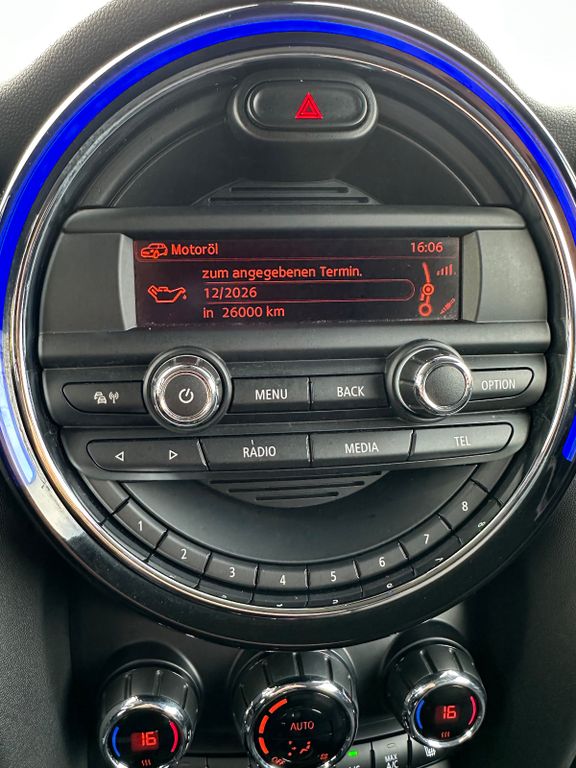 Motoröl 16:06
zum angegebenen Termin.
12/2026
in 26000 km
MENU BACK OPTION
RADIO MEDIA TEL
1 2 3 4 5 6 7 8
16 AUTO 16
MAX
A/C